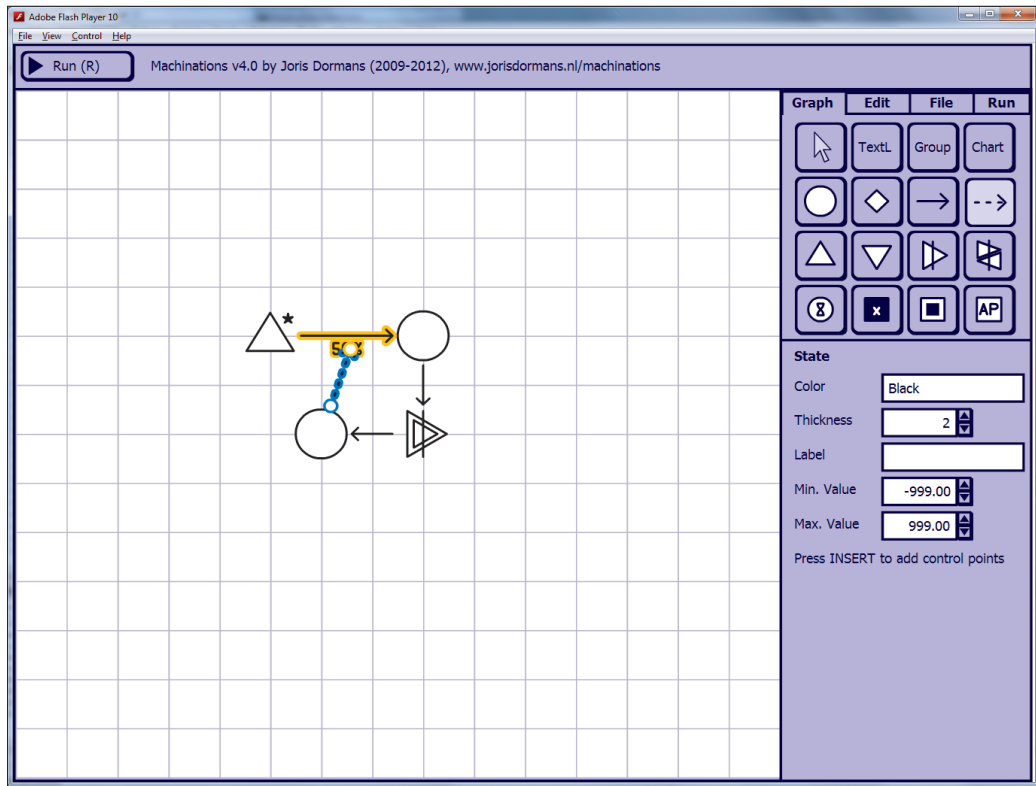 Adobe Flash Player 10
File View Control Help
Run (R)
Machinations v4.0 by Joris Dormans (2009-2012), www.jorisdormans.nl/machinations
Graph Edit File Run
TextL Group Chart
8 x AP
*
State
Color Black
Thickness 2
Label
Min. Value -999.00
Max. Value 999.00
Press INSERT to add control points